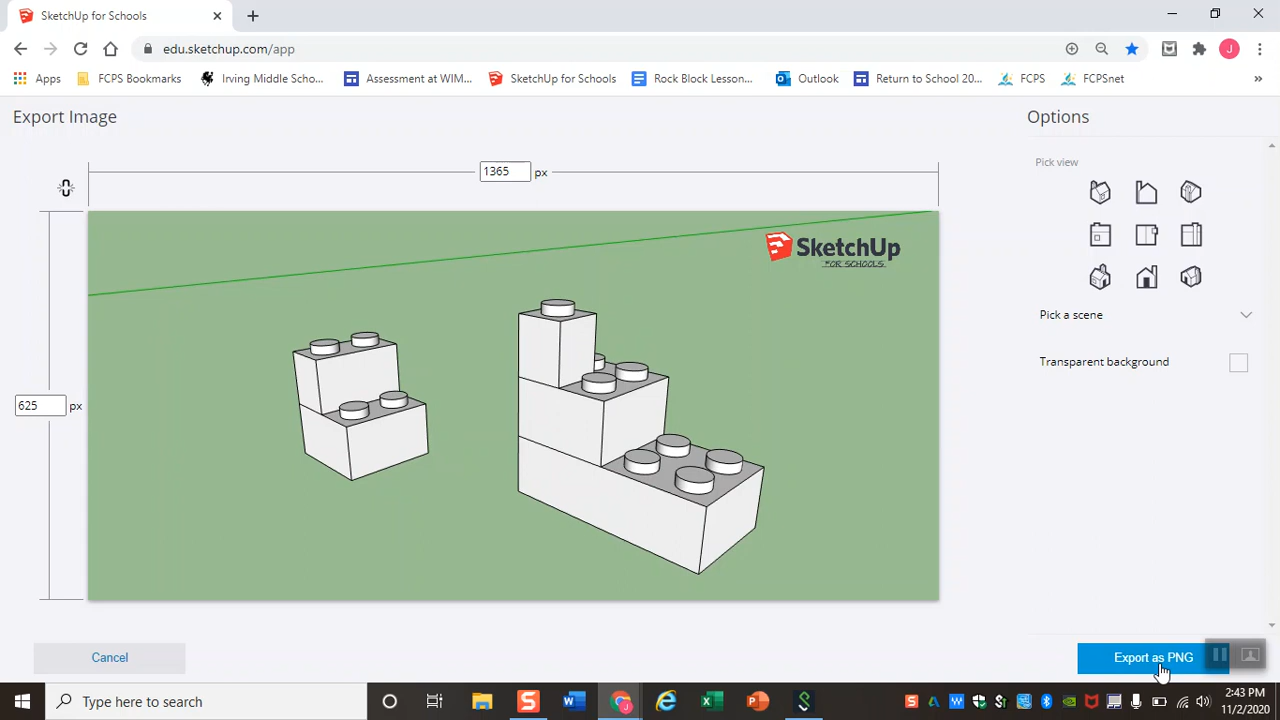 SketchUp for Schools
edu.sketchup.com/app
J
Apps
FCPS Bookmarks
Irving Middle Scho...
Assessment at WIM...
SketchUp for Schools
Rock Block Lesson...
Outlook
Return to School 20...
FCPS
FCPSnet
»
Export Image
Options
1365 px
Pick view
SketchUp
FOR SCHOOLS.
Pick a scene
Transparent background
625 px
Cancel
Export as PNG
Type here to search
2:43 PM
11/2/2020